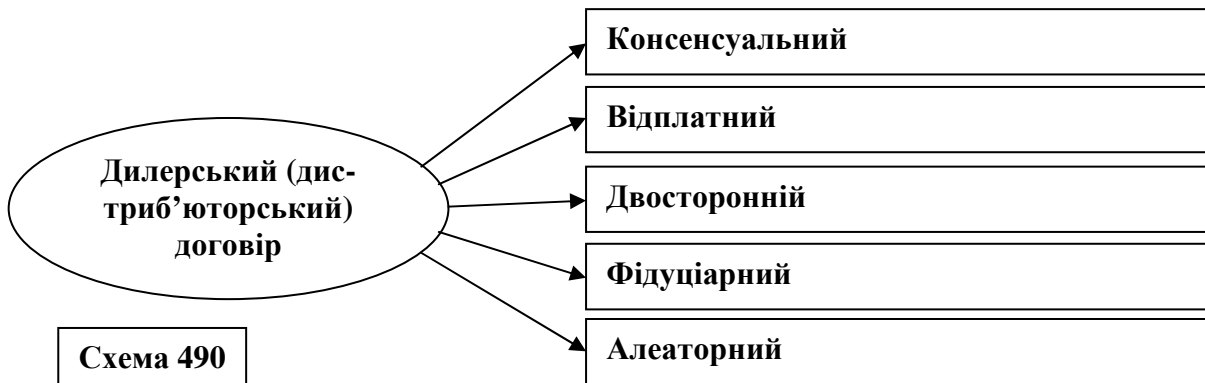 Консенсуальний
Відплатний
Дилерський (дис-
триб’юторський)
договір
Двосторонній
Фідуціарний
Алеаторний
Схема 490